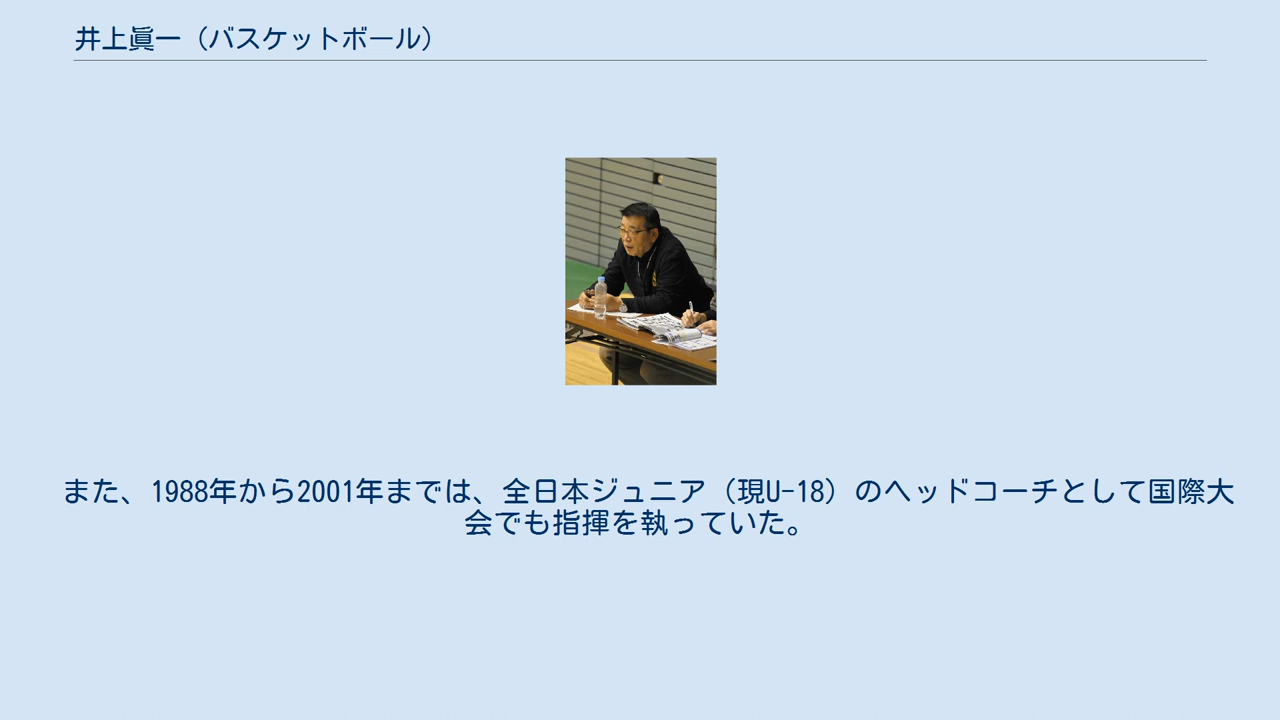 井上眞一（バスケットボール）
また、1988年から2001年までは、全日本ジュニア（現U-18）のヘッドコーチとして国際大
会でも指揮を執っていた。